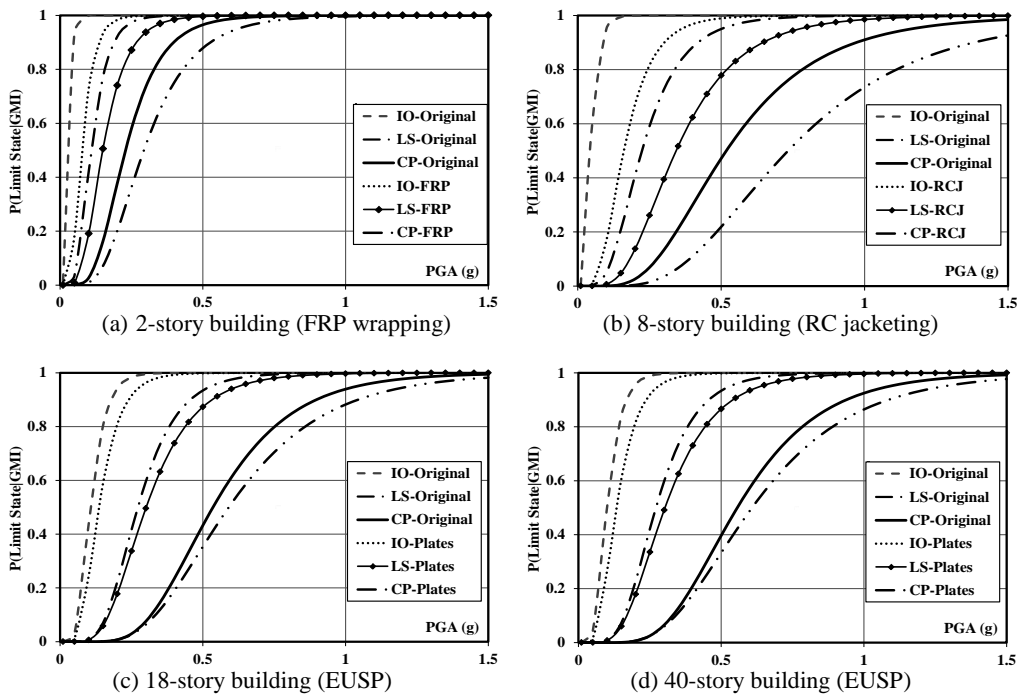 P(Limit State|GMI)
1
0.8
0.6
0.4
0.2
0
IO-Original
LS-Original
CP-Original
IO-FRP
LS-FRP
CP-FRP
PGA (g)
0 0.5 1 1.5
(a) 2-story building (FRP wrapping)
P(Limit State|GMI)
1
0.8
0.6
0.4
0.2
0
IO-Original
LS-Original
CP-Original
IO-RCJ
LS-RCJ
CP-RCJ
PGA (g)
0 0.5 1 1.5
(b) 8-story building (RC jacketing)
P(Limit State|GMI)
1
0.8
0.6
0.4
0.2
0
IO-Original
LS-Original
CP-Original
IO-Plates
LS-Plates
CP-Plates
PGA (g)
0 0.5 1 1.5
(c) 18-story building (EUSP)
P(Limit State|GMI)
1
0.8
0.6
0.4
0.2
0
IO-Original
LS-Original
CP-Original
IO-Plates
LS-Plates
CP-Plates
PGA (g)
0 0.5 1 1.5
(d) 40-story building (EUSP)